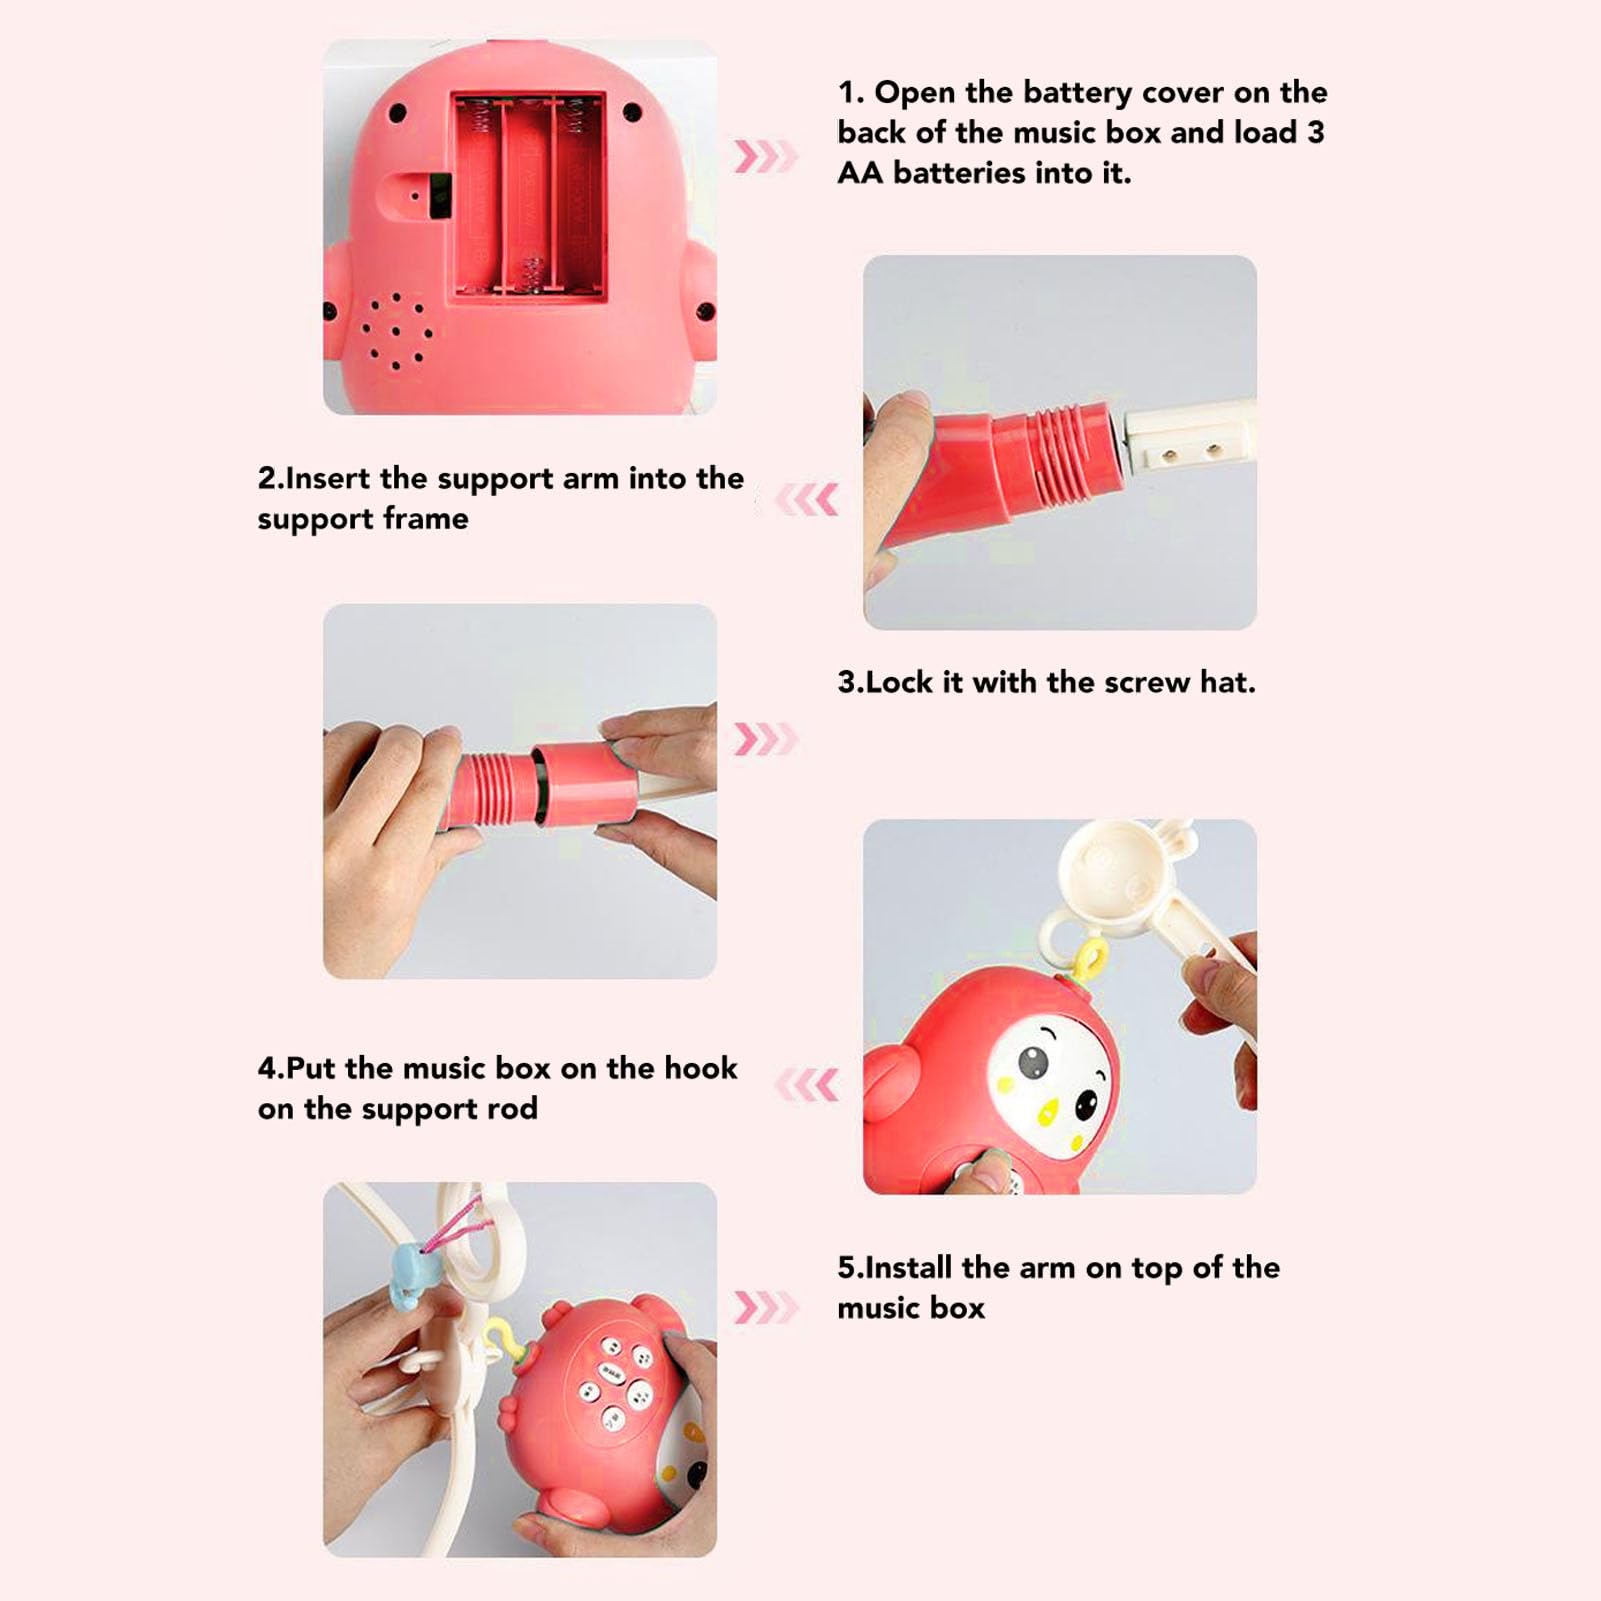 1. Open the battery cover on the
back of the music box and load 3
AA batteries into it.
2.Insert the support arm into the
support frame
3.Lock it with the screw hat.
4.Put the music box on the hook
on the support rod
5.Install the arm on top of the
music box